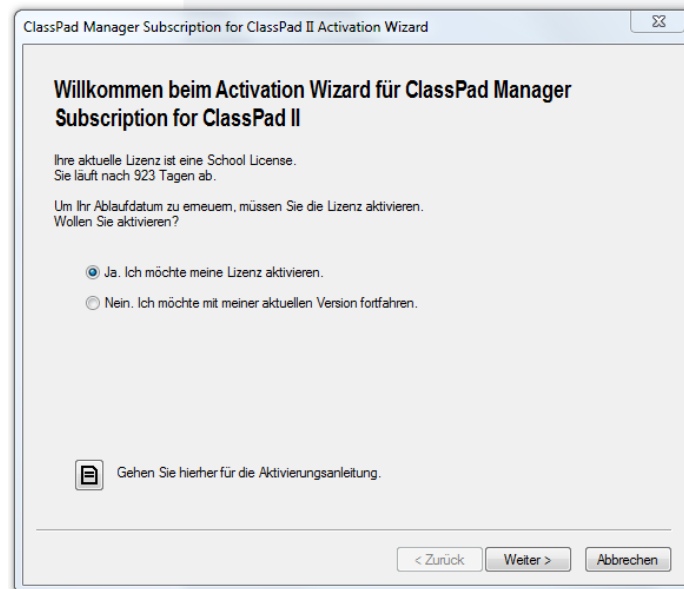 ClassPad Manager Subscription for ClassPad II Activation Wizard
Willkommen beim Activation Wizard für ClassPad Manager
Subscription for ClassPad II
Ihre aktuelle Lizenz ist eine School License.
Sie läuft nach 923 Tagen ab.
Um Ihr Ablaufdatum zu erneuern, müssen Sie die Lizenz aktivieren.
Wollen Sie aktivieren?
Ja. Ich möchte meine Lizenz aktivieren.
Nein. Ich möchte mit meiner aktuellen Version fortfahren.
Gehen Sie hierher für die Aktivierungsanleitung.
< Zurück Weiter > Abbrechen